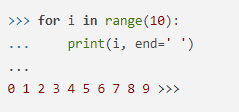 >>> for i in range(10):
...     print(i, end=' ')
...
0 1 2 3 4 5 6 7 8 9 >>>